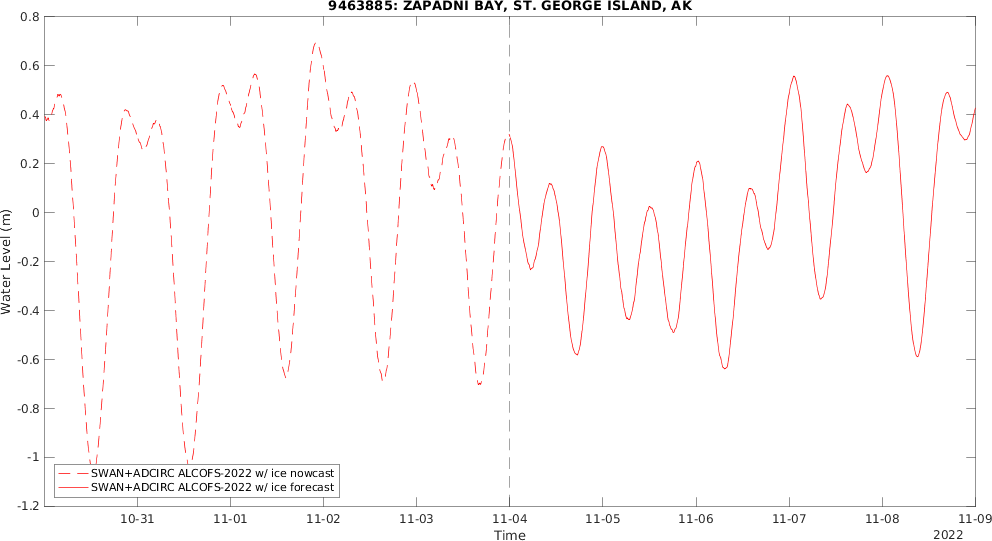 9463885: ZAPADNI BAY, ST. GEORGE ISLAND, AK
0.8
0.6
0.4
0.2
0
-0.2
-0.4
-0.6
-0.8
-1
-1.2
Water Level (m)
SWAN+ADCIRC ALCOFS-2022 w/ ice nowcast
SWAN+ADCIRC ALCOFS-2022 w/ ice forecast
10-31 11-01 11-02 11-03 11-04 11-05 11-06 11-07 11-08 11-09
Time
2022